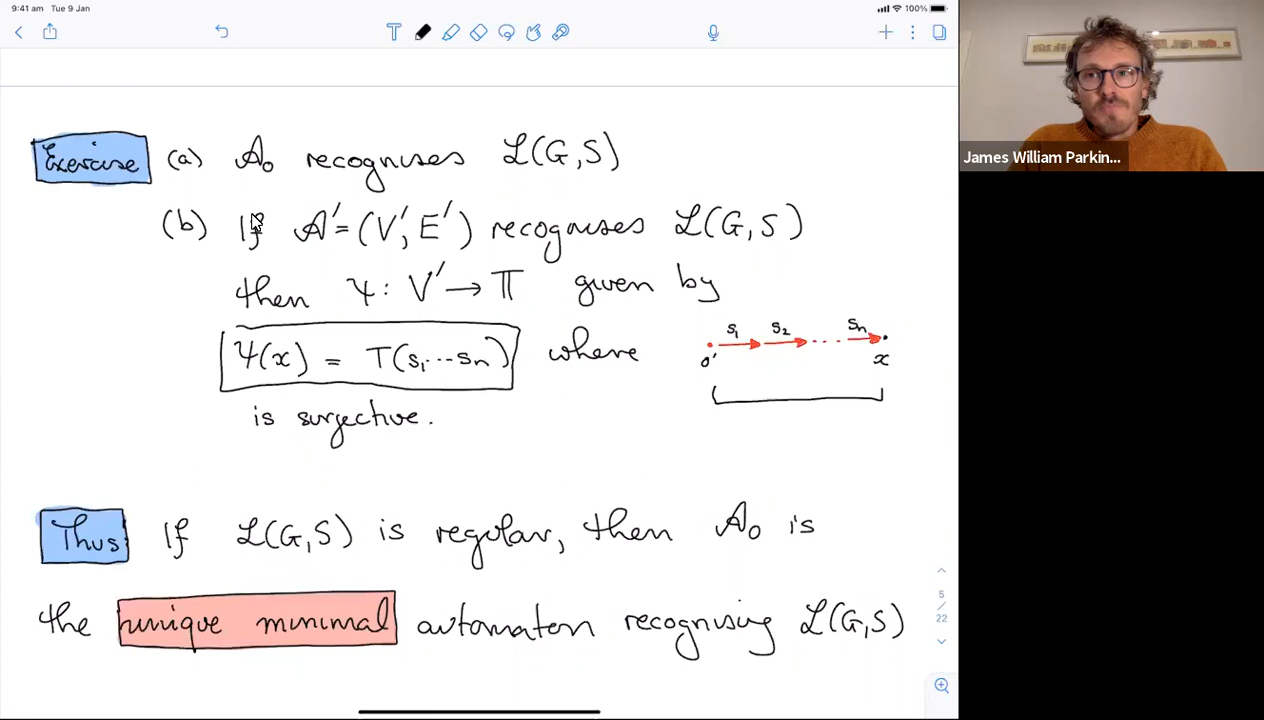 9:41 am Tue 9 Jan
100%
Exercise (a) A₀ recognises L(G,S)
(b) If A' = (V', E') recognises L(G,S)
then Ψ : V' → 𝕋 given by
Ψ(x) = T(s₁⋯sₙ) where
s₁ s₂ ... sₙ
o' x
is surjective.
Thus If L(G,S) is regular, then A₀ is
the unique minimal automaton recognising L(G,S)
5
/
22
James William Parkin...